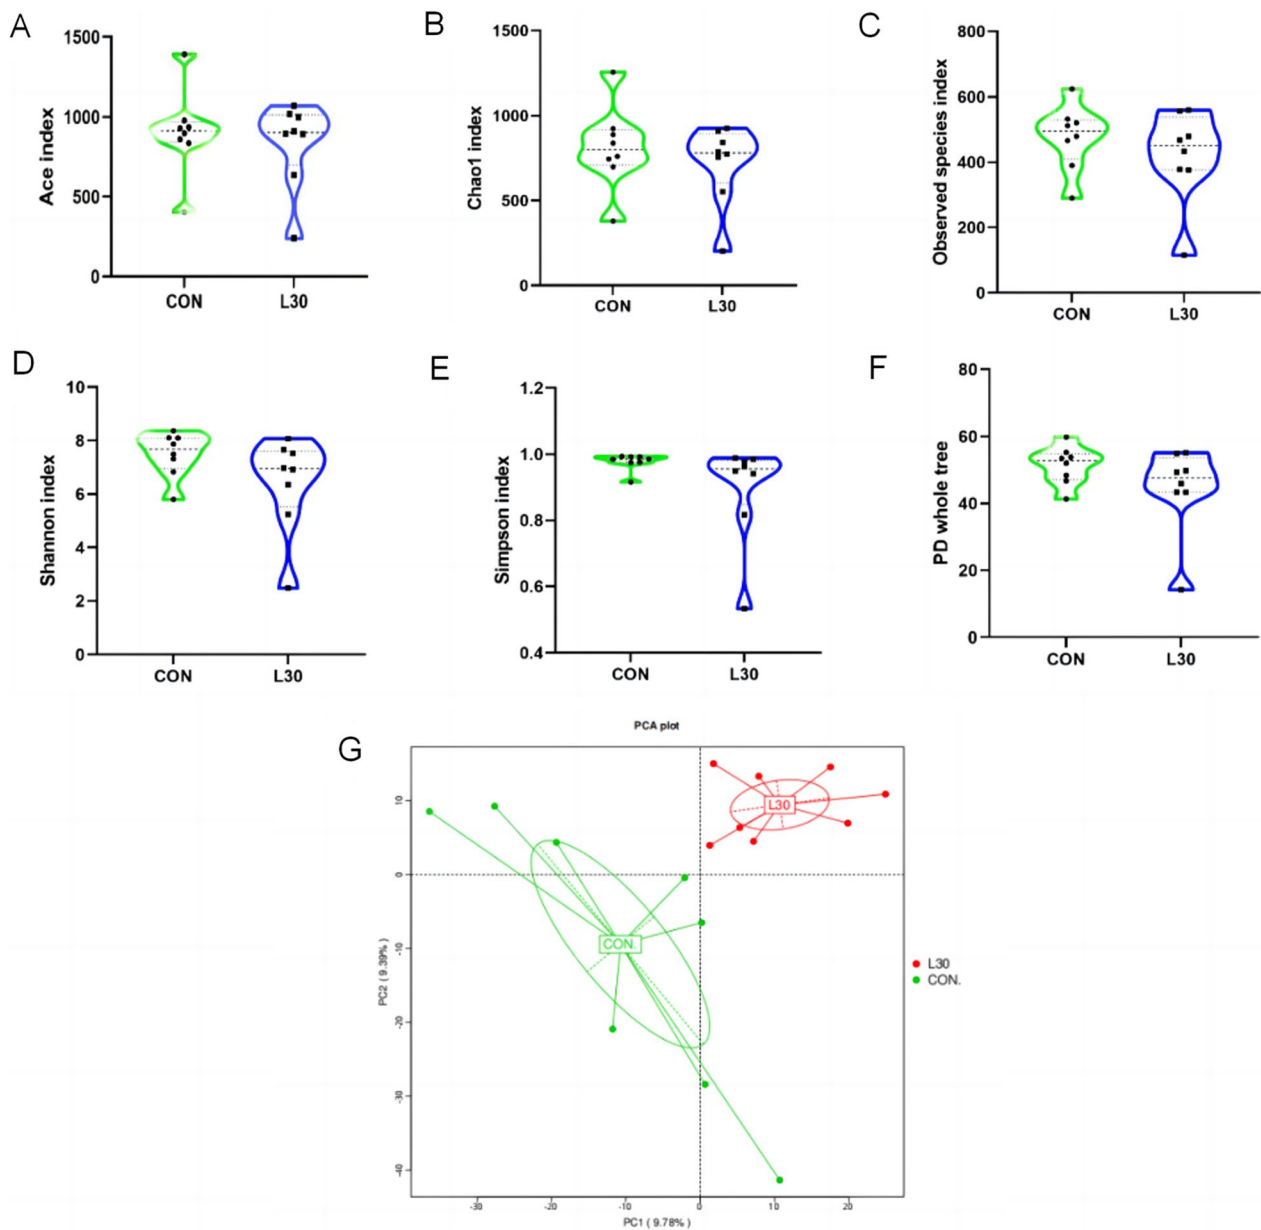 A
Ace index
1500
1000
500
0
CON
L30
B
Chao1 index
1500
1000
500
0
CON
L30
C
Observed species index
800
600
400
200
0
CON
L30
D
Shannon index
10
8
6
4
2
0
CON
L30
E
Simpson index
1.2
1.0
0.8
0.6
0.4
CON
L30
F
PD whole tree
80
60
40
20
0
CON
L30
G
PCA plot
PC2 ( 9.39% )
10
0
-10
-20
-30
-40
L30
CON.
L30
CON.
-30
-20
-10
0
10
20
PC1 ( 9.78% )